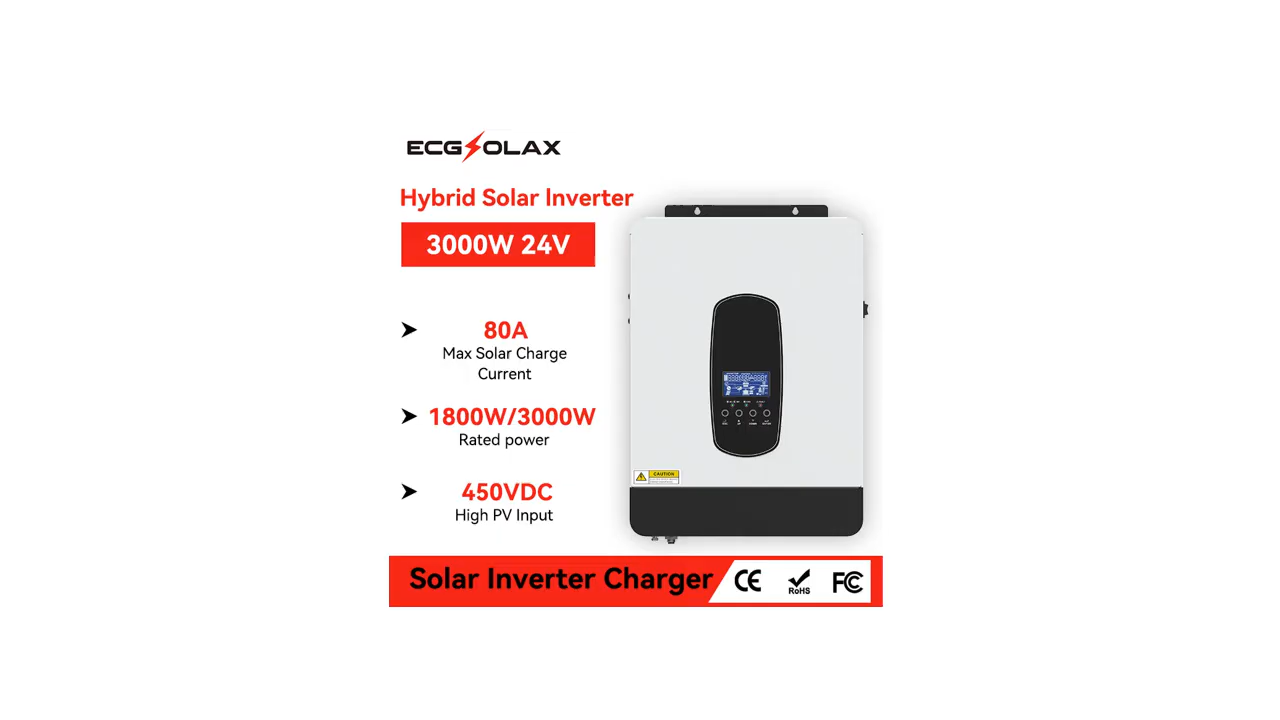 ECGSOLAX
Hybrid Solar Inverter
3000W 24V
80A
Max Solar Charge
Current
1800W/3000W
Rated power
450VDC
High PV Input
CAUTION
Solar Inverter Charger
CE
RoHS
FC